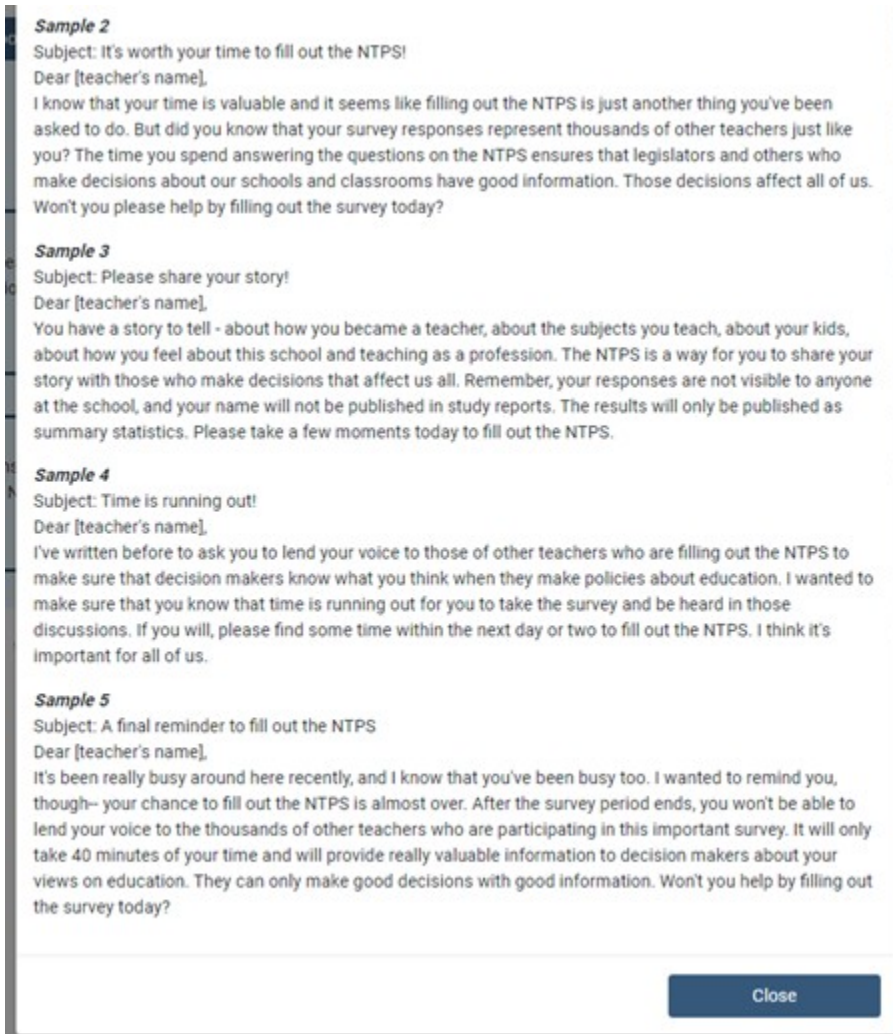 Sample 2
Subject: It's worth your time to fill out the NTPS!
Dear [teacher's name],
I know that your time is valuable and it seems like filling out the NTPS is just another thing you've been
asked to do. But did you know that your survey responses represent thousands of other teachers just like
you? The time you spend answering the questions on the NTPS ensures that legislators and others who
make decisions about our schools and classrooms have good information. Those decisions affect all of us.
Won't you please help by filling out the survey today?
Sample 3
Subject: Please share your story!
Dear [teacher's name],
You have a story to tell - about how you became a teacher, about the subjects you teach, about your kids,
about how you feel about this school and teaching as a profession. The NTPS is a way for you to share your
story with those who make decisions that affect us all. Remember, your responses are not visible to anyone
at the school, and your name will not be published in study reports. The results will only be published as
summary statistics. Please take a few moments today to fill out the NTPS.
Sample 4
Subject: Time is running out!
Dear [teacher's name],
I've written before to ask you to lend your voice to those of other teachers who are filling out the NTPS to
make sure that decision makers know what you think when they make policies about education. I wanted to
make sure that you know that time is running out for you to take the survey and be heard in those
discussions. If you will, please find some time within the next day or two to fill out the NTPS. I think it's
important for all of us.
Sample 5
Subject: A final reminder to fill out the NTPS
Dear [teacher's name],
It's been really busy around here recently, and I know that you've been busy too. I wanted to remind you,
though-- your chance to fill out the NTPS is almost over. After the survey period ends, you won't be able to
lend your voice to the thousands of other teachers who are participating in this important survey. It will only
take 40 minutes of your time and will provide really valuable information to decision makers about your
views on education. They can only make good decisions with good information. Won't you help by filling out
the survey today?
Close